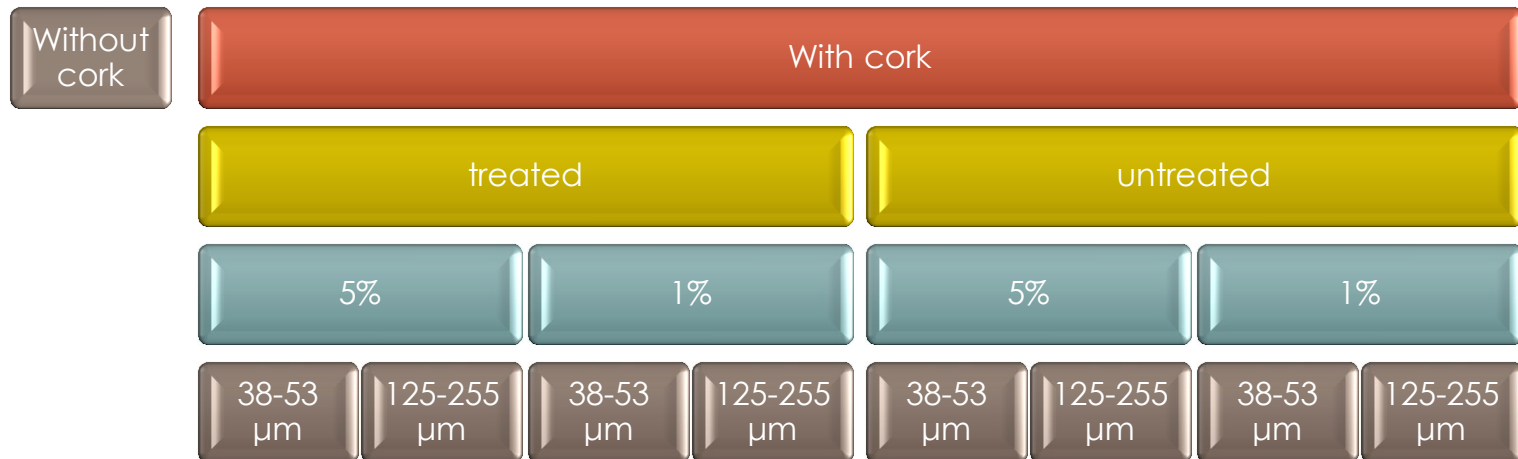 Without
cork
With cork
treated
untreated
5%
1%
5%
1%
38-53
µm
125-255
µm
38-53
µm
125-255
µm
38-53
µm
125-255
µm
38-53
µm
125-255
µm